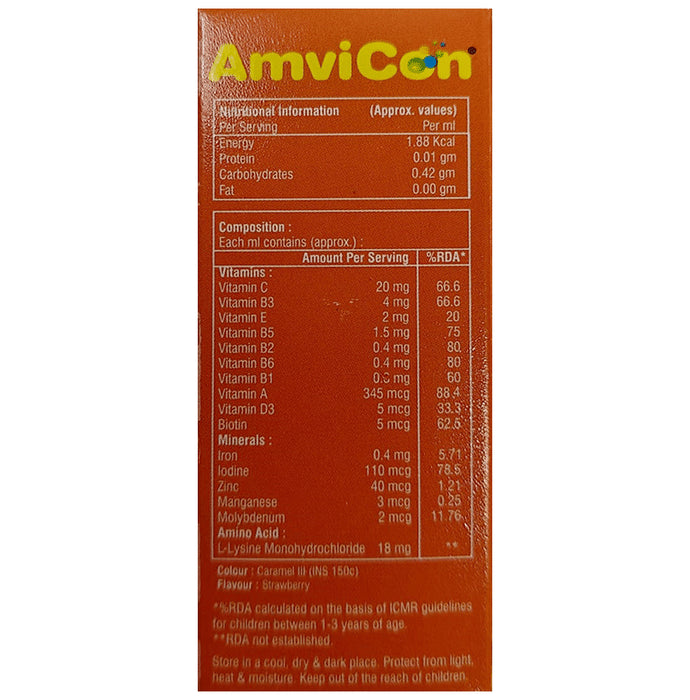 AmviCon
Nutritional Information (Approx. values)
Per Serving Per ml
Energy 1.88 Kcal
Protein 0.01 gm
Carbohydrates 0.42 gm
Fat 0.00 gm
Composition :
Each ml contains (approx.) :
Amount Per Serving %RDA*
Vitamins :
Vitamin C 20 mg 66.6
Vitamin B3 4 mg 66.6
Vitamin E 2 mg 20
Vitamin B5 1.5 mg 75
Vitamin B2 0.4 mg 80
Vitamin B6 0.4 mg 80
Vitamin B1 mg 60
Vitamin A 345 mcg 88.4
Vitamin D3 5 mcg 33.3
Biotin 5 mcg 62.5
Minerals :
Iron 0.4 mg 5.71
Iodine 110 mcg 78.5
Zinc 40 mcg 1.21
Manganese 3 mcg 0.25
Molybdenum 2 mcg 11.76
Amino Acid :
L-Lysine Monohydrochloride 18 mg **
Colour : Caramel III (INS 150c)
Flavour : Strawberry
*%RDA calculated on the basis of ICMR guidelines
for children between 1-3 years of age.
**RDA not established.
Store in a cool, dry & dark place. Protect from light,
heat & moisture. Keep out of the reach of children.